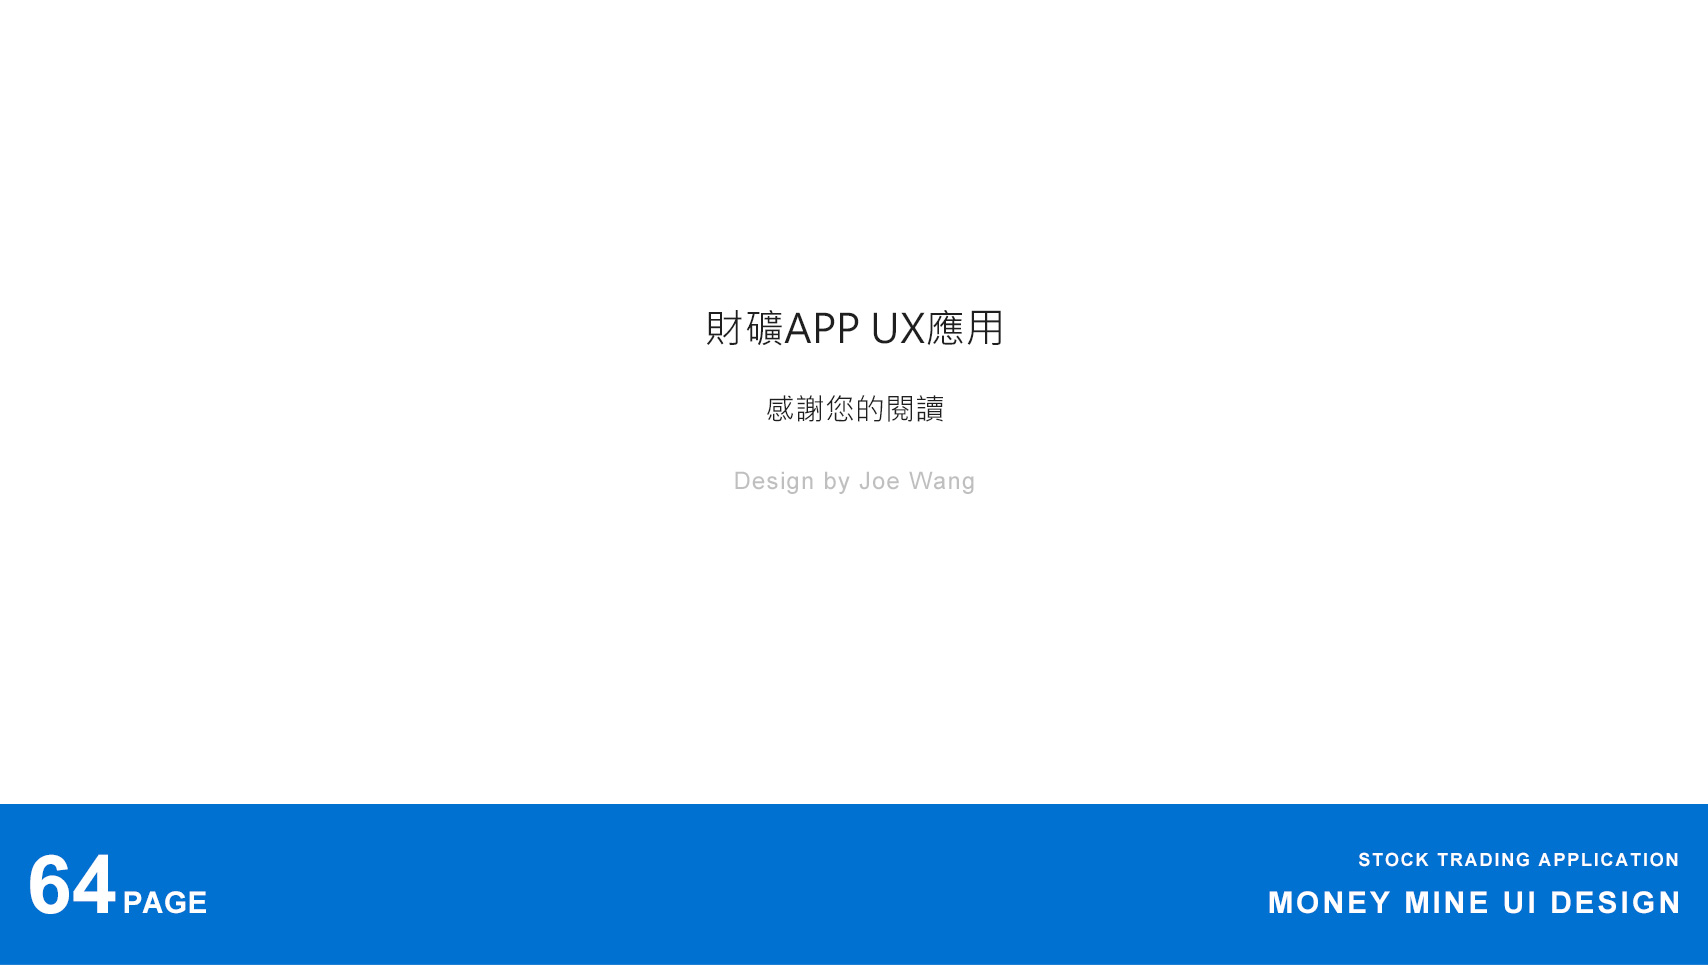 財礦APP UX應用
感謝您的閱讀
Design by Joe Wang
64 PAGE
STOCK TRADING APPLICATION
MONEY MINE UI DESIGN